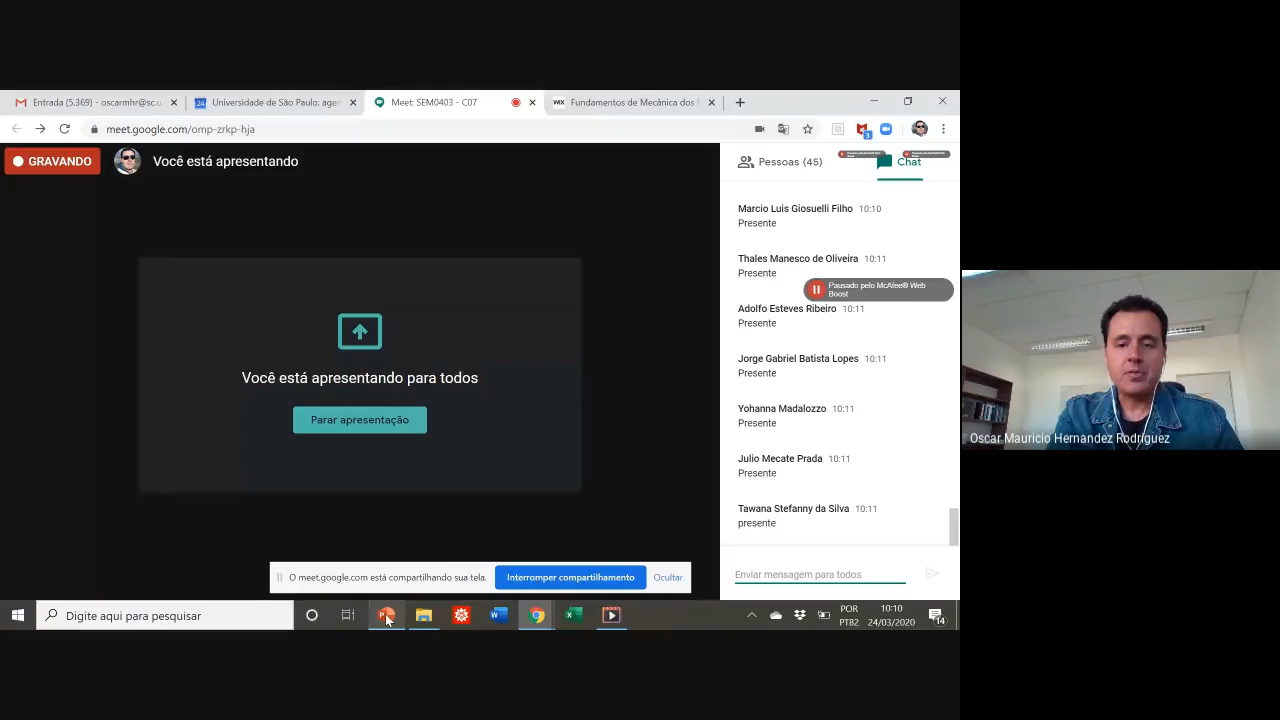 Entrada (5.369) - oscarmhr@sc.u
Universidade de São Paulo: agen
Meet: SEM0403 - C07
WIX
Fundamentos de Mecânica dos
meet.google.com/omp-zrkp-hja
3
GRAVANDO
Você está apresentando
Pessoas (45)
Chat
Marcio Luis Giosuelli Filho 10:10
Presente
Thales Manesco de Oliveira 10:11
Presente
Pausado pelo McAfee® Web
Boost
Adolfo Esteves Ribeiro 10:11
Presente
Jorge Gabriel Batista Lopes 10:11
Presente
Yohanna Madalozzo 10:11
Presente
Julio Mecate Prada 10:11
Presente
Tawana Stefanny da Silva 10:11
presente
Enviar mensagem para todos
Você está apresentando para todos
Parar apresentação
O meet.google.com está compartilhando sua tela.
Interromper compartilhamento
Ocultar
Digite aqui para pesquisar
POR
PTB2
10:10
24/03/2020
14
Oscar Mauricio Hernandez Rodriguez